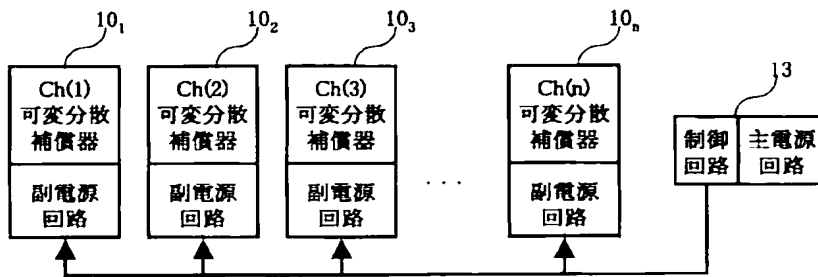 10₁
10₂
10₃
10ₙ
Ch(1)
可変分散
補償器
副電源
回路
Ch(2)
可変分散
補償器
副電源
回路
Ch(3)
可変分散
補償器
副電源
回路
· · ·
Ch(n)
可変分散
補償器
副電源
回路
13
制御
回路
主電源
回路